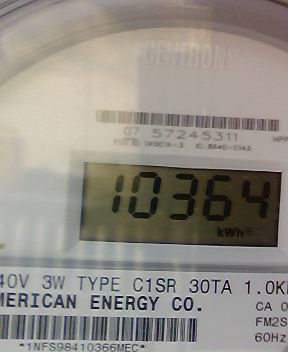 CENTRON
07 57245311
10364
kWh
40V 3W TYPE C1SR 30TA 1.0K
MERICAN ENERGY CO.
CA 0
FM2S
60Hz
*1NFS98410366MEC*